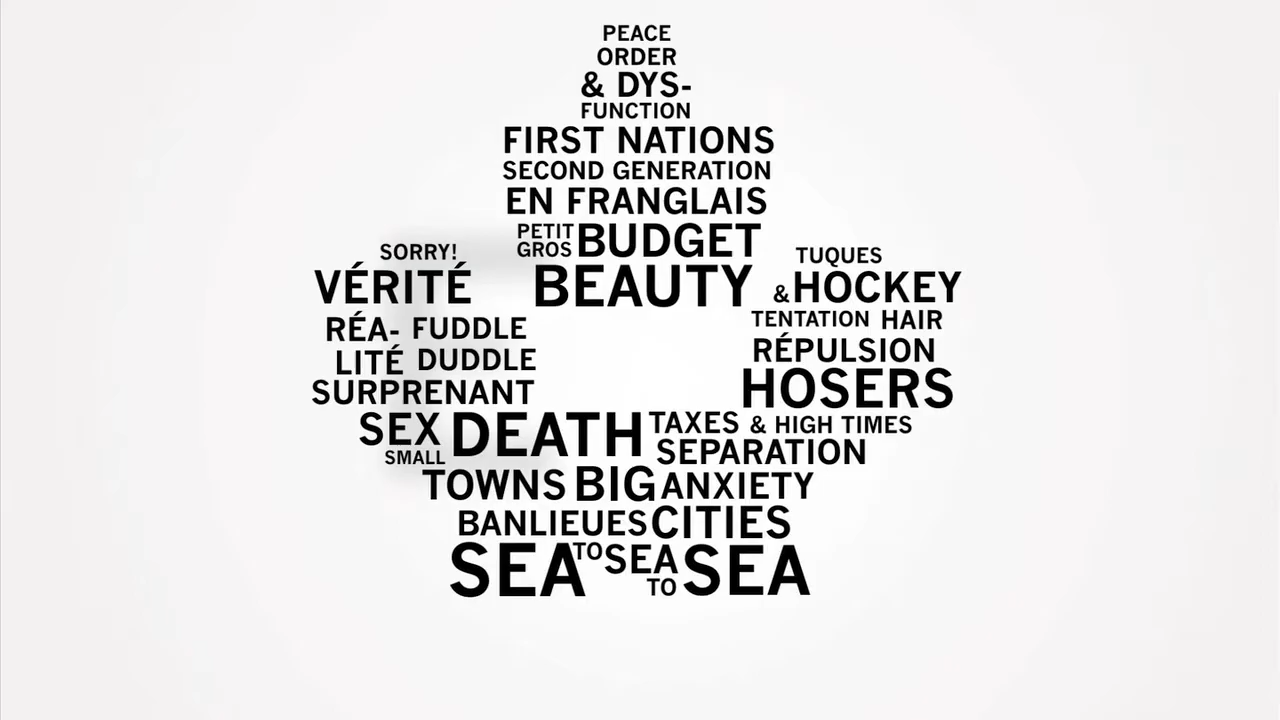 PEACE
ORDER
& DYS-
FUNCTION
FIRST NATIONS
SECOND GENERATION
EN FRANGLAIS
PETIT
GROS BUDGET
BEAUTY
SORRY!
VÉRITÉ
RÉA- FUDDLE
LITÉ DUDDLE
SURPRENANT
TUQUES
& HOCKEY
TENTATION HAIR
RÉPULSION
HOSERS
SEX DEATH TAXES & HIGH TIMES
SMALL SEPARATION
TOWNS BIG ANXIETY
BANLIEUES CITIES
SEA TO SEA TO SEA